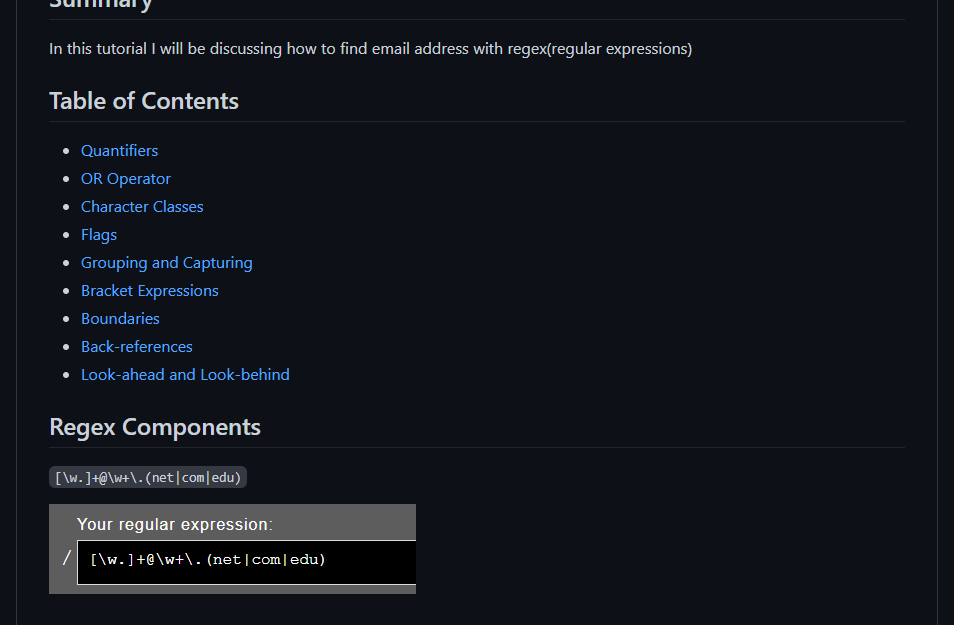 Summary
In this tutorial I will be discussing how to find email address with regex(regular expressions)
Table of Contents
Quantifiers
OR Operator
Character Classes
Flags
Grouping and Capturing
Bracket Expressions
Boundaries
Back-references
Look-ahead and Look-behind
Regex Components
[\w.]+@\w+\.(net|com|edu)
Your regular expression:
/ [\w.]+@\w+\.(net|com|edu)